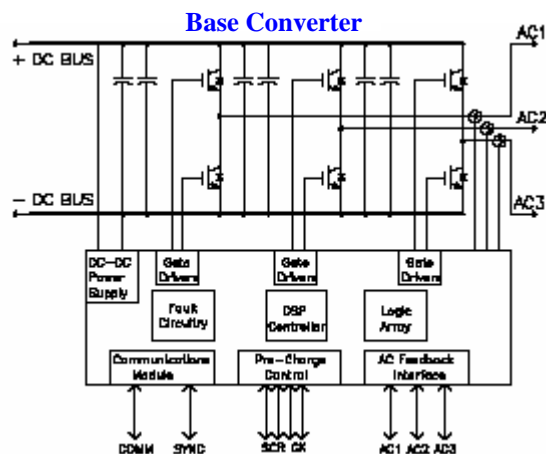 Base Converter
AC1
+ DC BUS
AC2
- DC BUS
AC3
DC-DC
Power
Supply
Gate
Drivers
Gate
Drivers
Gate
Drivers
Fault
Circuitry
DSP
Controller
Logic
Array
Communications
Module
Pre-Charge
Control
AC Feedback
Interface
COMM
SYNC
SCR GK
AC1 AC2 AC3